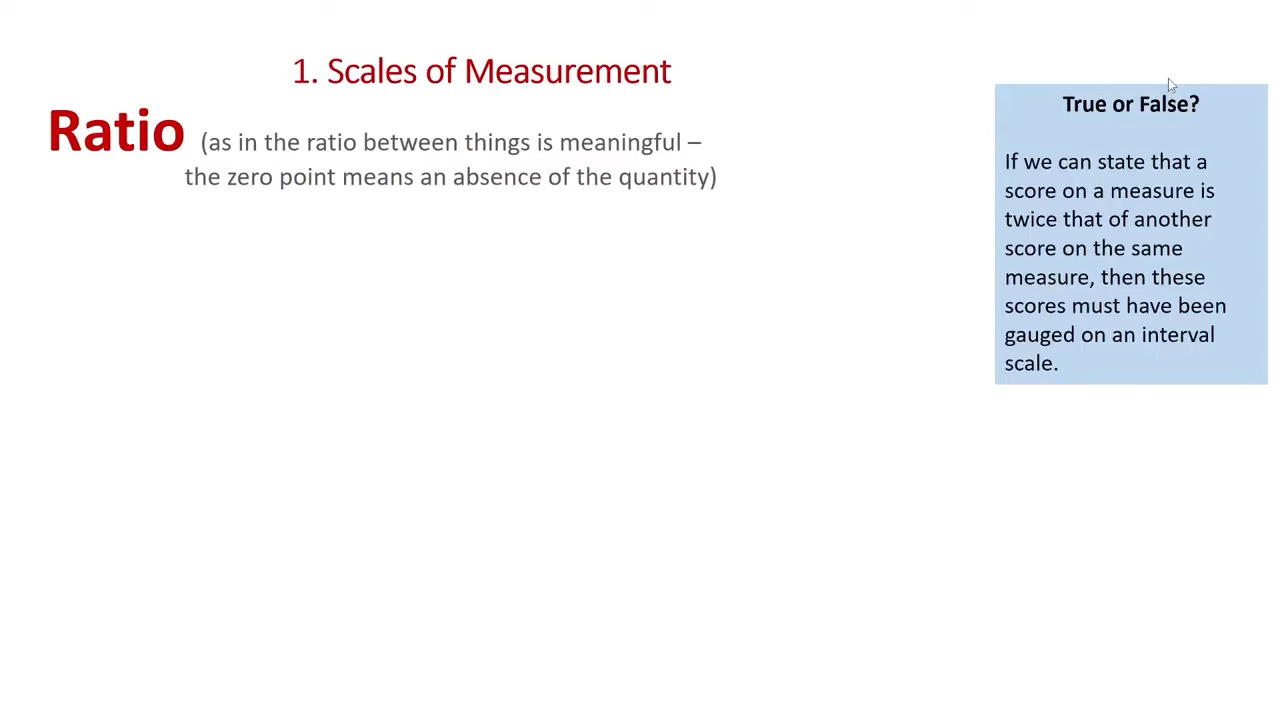 1. Scales of Measurement
Ratio (as in the ratio between things is meaningful –
the zero point means an absence of the quantity)
True or False?
If we can state that a
score on a measure is
twice that of another
score on the same
measure, then these
scores must have been
gauged on an interval
scale.